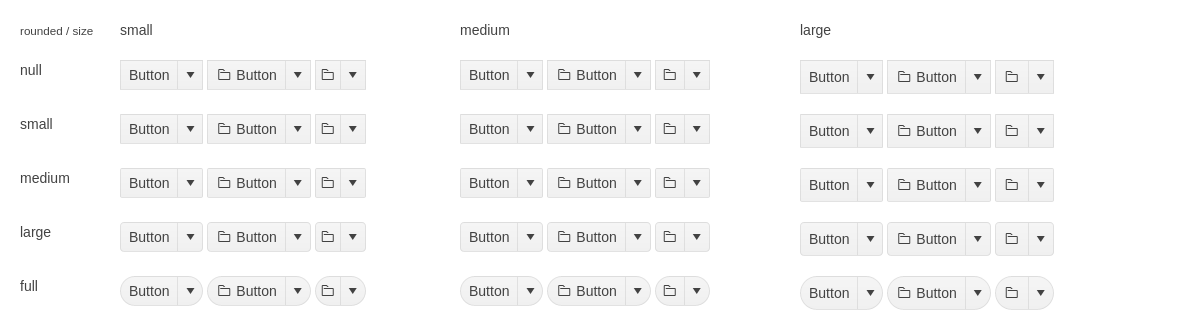 rounded / size small medium large
null Button Button Button Button Button Button
small Button Button Button Button Button Button
medium Button Button Button Button Button Button
large Button Button Button Button Button Button
full Button Button Button Button Button Button